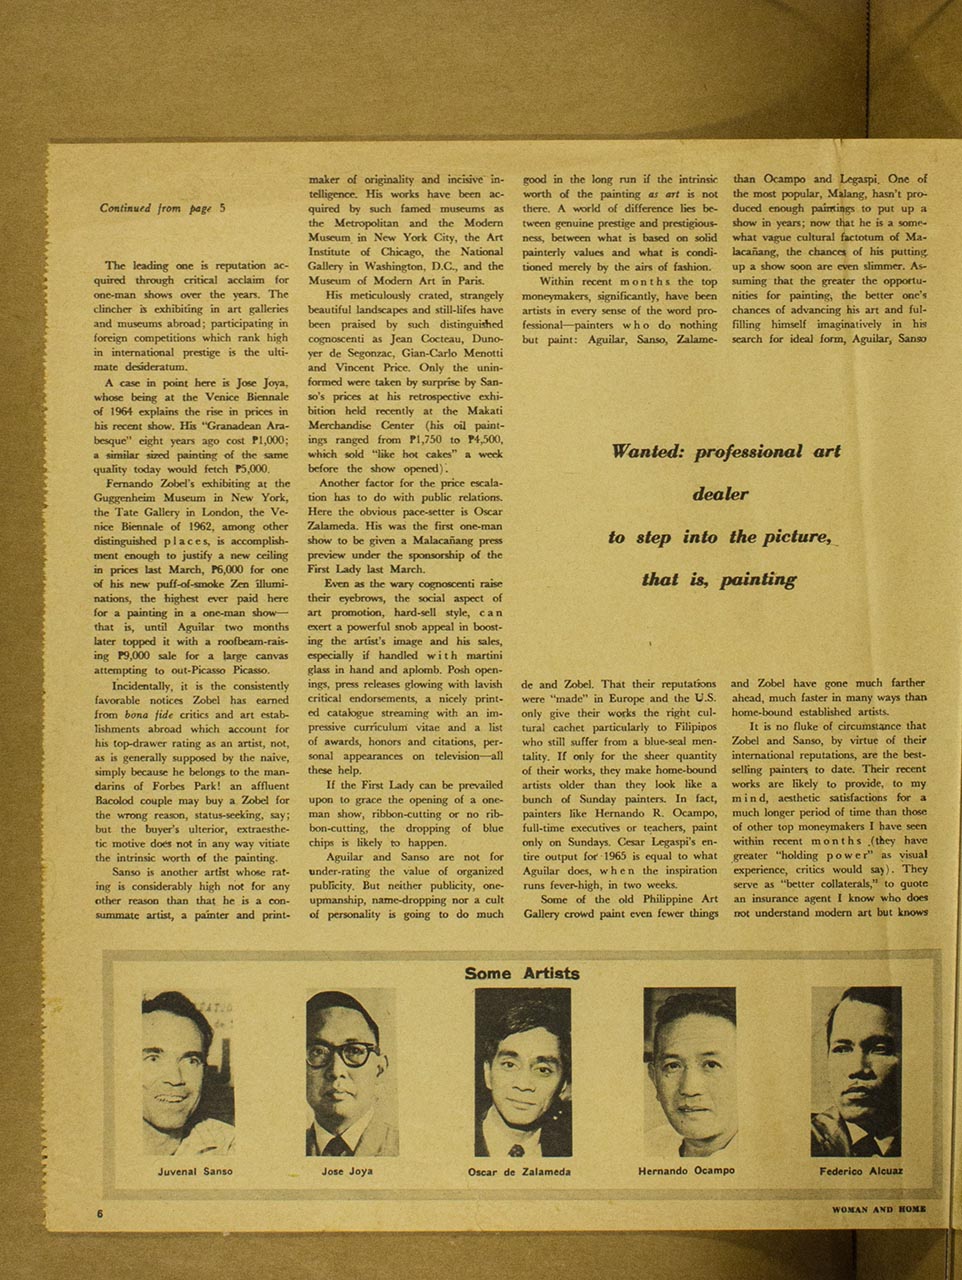 Continued from page 5
The leading one is reputation ac-
quired through critical acclaim for
one-man shows over the years. The
clincher is exhibiting in art galleries
and museums abroad; participating in
foreign competitions which rank high
in international prestige is the ulti-
mate desideratum.
A case in point here is Jose Joya,
whose being at the Venice Biennale
of 1964 explains the rise in prices in
his recent show. His "Granadean Ara-
besque" eight years ago cost ₱1,000;
a similar sized painting of the same
quality today would fetch ₱5,000.
Fernando Zobel's exhibiting at the
Guggenheim Museum in New York,
the Tate Gallery in London, the Ve-
nice Biennale of 1962, among other
distinguished places, is accomplish-
ment enough to justify a new ceiling
in prices last March, ₱6,000 for one
of his new puff-of-smoke Zen illumi-
nations, the highest ever paid here
for a painting in a one-man show—
that is, until Aguilar two months
later topped it with a roofbeam-rais-
ing ₱9,000 sale for a large canvas
attempting to out-Picasso Picasso.
Incidentally, it is the consistently
favorable notices Zobel has earned
from bona fide critics and art estab-
lishments abroad which account for
his top-drawer rating as an artist, not,
as is generally supposed by the naive,
simply because he belongs to the man-
darins of Forbes Park! an affluent
Bacolod couple may buy a Zobel for
the wrong reason, status-seeking, say;
but the buyer's ulterior, extraesthe-
tic motive does not in any way vitiate
the intrinsic worth of the painting.
Sanso is another artist whose rat-
ing is considerably high not for any
other reason than that he is a con-
summate artist, a painter and print-
maker of originality and incisive in-
telligence. His works have been ac-
quired by such famed museums as
the Metropolitan and the Modern
Museum in New York City, the Art
Institute of Chicago, the National
Gallery in Washington, D.C., and the
Museum of Modern Art in Paris.
His meticulously crated, strangely
beautiful landscapes and still-lifes have
been praised by such distinguished
cognoscenti as Jean Cocteau, Duno-
yer de Segonzac, Gian-Carlo Menotti
and Vincent Price. Only the unin-
formed were taken by surprise by San-
so's prices at his retrospective exhi-
bition held recently at the Makati
Merchandise Center (his oil paint-
ings ranged from ₱1,750 to ₱4,500,
which sold "like hot cakes" a week
before the show opened).
Another factor for the price escala-
tion has to do with public relations.
Here the obvious pace-setter is Oscar
Zalameda. His was the first one-man
show to be given a Malacañang press
preview under the sponsorship of the
First Lady last March.
Even as the wary cognoscenti raise
their eyebrows, the social aspect of
art promotion, hard-sell style, can
exert a powerful snob appeal in boost-
ing the artist's image and his sales,
especially if handled with martini
glass in hand and aplomb. Posh open-
ings, press releases glowing with lavish
critical endorsements, a nicely print-
ed catalogue streaming with an im-
pressive curriculum vitae and a list
of awards, honors and citations, per-
sonal appearances on television—all
these help.
If the First Lady can be prevailed
upon to grace the opening of a one-
man show, ribbon-cutting or no rib-
bon-cutting, the dropping of blue
chips is likely to happen.
Aguilar and Sanso are not for
under-rating the value of organized
publicity. But neither publicity, one-
upmanship, name-dropping nor a cult
of personality is going to do much
good in the long run if the intrinsic
worth of the painting as art is not
there. A world of difference lies be-
tween genuine prestige and prestigious-
ness, between what is based on solid
painterly values and what is condi-
tioned merely by the airs of fashion.
Within recent months the top
moneymakers, significantly, have been
artists in every sense of the word pro-
fessional—painters who do nothing
but paint: Aguilar, Sanso, Zalame-
de and Zobel. That their reputations
were "made" in Europe and the U.S.
only give their works the right cul-
tural cachet particularly to Filipinos
who still suffer from a blue-seal men-
tality. If only for the sheer quantity
of their works, they make home-bound
artists older than they look like a
bunch of Sunday painters. In fact,
painters like Hernando R. Ocampo,
full-time executives or teachers, paint
only on Sundays. Cesar Legaspi's en-
tire output for 1965 is equal to what
Aguilar does, when the inspiration
runs fever-high, in two weeks.
Some of the old Philippine Art
Gallery crowd paint even fewer things
than Ocampo and Legaspi. One of
the most popular, Malang, hasn't pro-
duced enough paintings to put up a
show in years; now that he is a some-
what vague cultural factotum of Ma-
lacañang, the chances of his putting
up a show soon are even slimmer. As-
suming that the greater the opportu-
nities for painting, the better one's
chances of advancing his art and ful-
filling himself imaginatively in his
search for ideal form, Aguilar, Sanso
and Zobel have gone much farther
ahead, much faster in many ways than
home-bound established artists.
It is no fluke of circumstance that
Zobel and Sanso, by virtue of their
international reputations, are the best-
selling painters to date. Their recent
works are likely to provide, to my
mind, aesthetic satisfactions for a
much longer period of time than those
of other top moneymakers I have seen
within recent months (they have
greater "holding power" as visual
experience, critics would say). They
serve as "better collaterals," to quote
an insurance agent I know who does
not understand modern art but knows
Wanted: professional art
dealer
to step into the picture,
that is, painting
Some Artists
Juvenal Sanso
Jose Joya
Oscar de Zalameda
Hernando Ocampo
Federico Alcuaz
6
WOMAN AND HOME